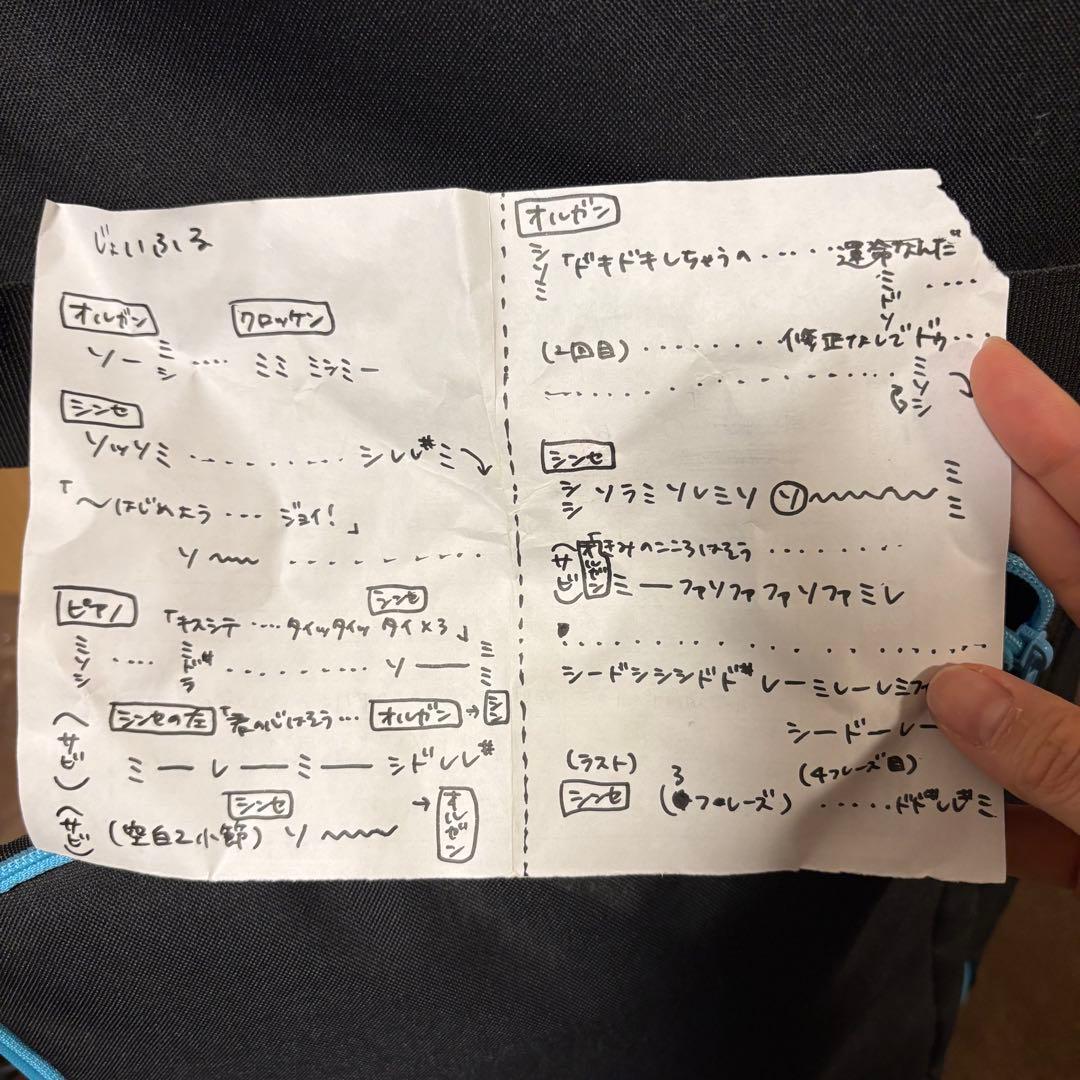 じょいふる
オルガン クロッケン
ソー ミシ ‥‥ ミミ ミシミー
シンセ
ソッソミ ‥‥‥‥‥ シレレ#ミ
「〜はじめよう ‥‥ ジョイ!」
ソ〜〜 ‥‥‥‥
ピアノ シンセ
「キスシテ ‥‥ タイッタイッ タイ×3」
ミソシ ‥‥ ミド#ラ ‥‥‥‥‥ ソ── ミミミ
(サビ) シンセの左 「君の心はそう‥‥ オルガン →
ミ── レ── ミ── シドレレ#
シンセ
(サビ) (空白2小節) ソ〜〜〜 → オルガン
オルガン
シソミ 「ドキドキしちゃうの ‥‥‥ 運命なんだ"
ミドソ ‥‥
(2回目) ‥‥‥‥‥ 修正なしでドゥ ‥‥
‥‥‥‥‥‥‥‥ ミソシ
シンセ
シシ ソラミソレミソ ソ〜〜〜〜〜 ミミミ
(サビ) オルガン 「きみのこころはそう ‥‥‥‥
ミ──ファソファファソファミレ
‥‥‥‥‥‥‥‥‥‥
シードシシシドド#レーミレーレミファ
シードーレー
(ラスト) 3 (4フレーズ目)
シンセ (フレーズ) ‥‥‥ドド#レレ#ミ